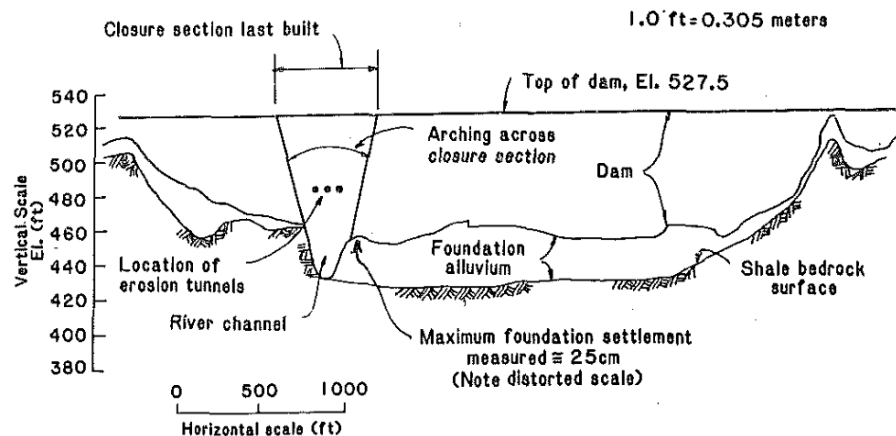 1.0 ft=0.305 meters
Closure section last built
Top of dam, El. 527.5
Arching across
closure section
Dam
Vertical Scale
El. (ft)
540
520
500
480
460
440
420
400
380
Foundation
alluvium
Location of
erosion tunnels
Shale bedrock
surface
River channel
Maximum foundation settlement
measured ≅ 25cm
(Note distorted scale)
0 500 1000
Horizontal scale (ft)